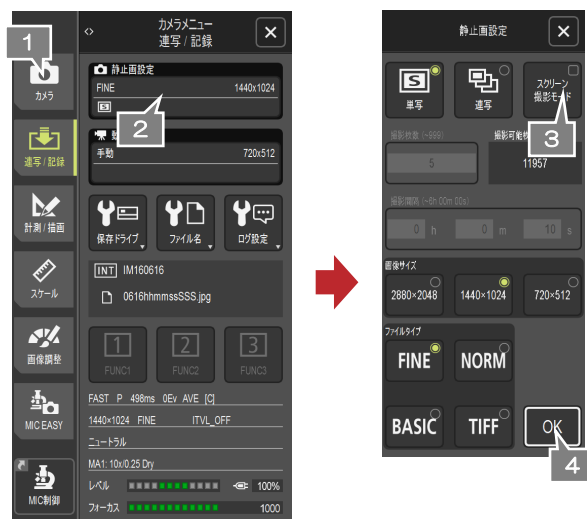 1
カメラ
連写 / 記録
計測 / 描画
スケール
画像調整
MIC EASY
MIC制御
カメラメニュー
連写 / 記録
静止画設定
FINE 1440x1024
S
2
手動 720x512
保存ドライブ
ファイル名
ログ設定
INT IM160616
0616hhmmssSSS.jpg
1 2 3
FUNC1 FUNC2 FUNC3
FAST P 498ms 0Ev AVE [C]
1440×1024 FINE ITVL_OFF
ニュートラル
MA1: 10x/0.25 Dry
レベル 100%
フォーカス 1000
静止画設定
S
単写
連写
スクリーン
撮影モード
3
撮影枚数 (~999)
撮影可能
5
11957
撮影間隔 (~6h 00m 00s)
0 h 0 m 10 s
画像サイズ
2880×2048 1440×1024 720×512
ファイルタイプ
FINE NORM
BASIC TIFF OK
4